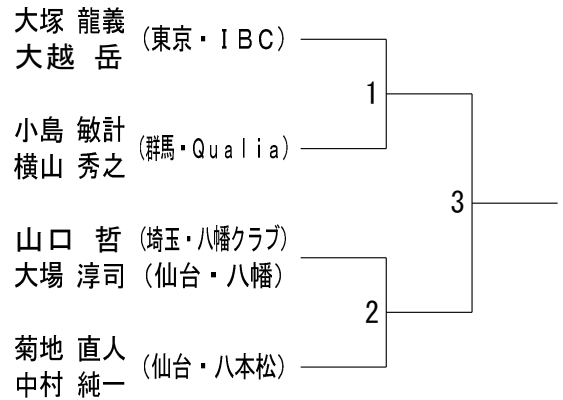 大塚 龍義
大越 岳
(東京・ＩＢＣ)
小島 敏計
横山 秀之
(群馬・Ｑｕａｌｉａ)
山口 哲 (埼玉・八幡クラブ)
大場 淳司 (仙台・八幡)
菊地 直人
中村 純一
(仙台・八本松)
1
2
3